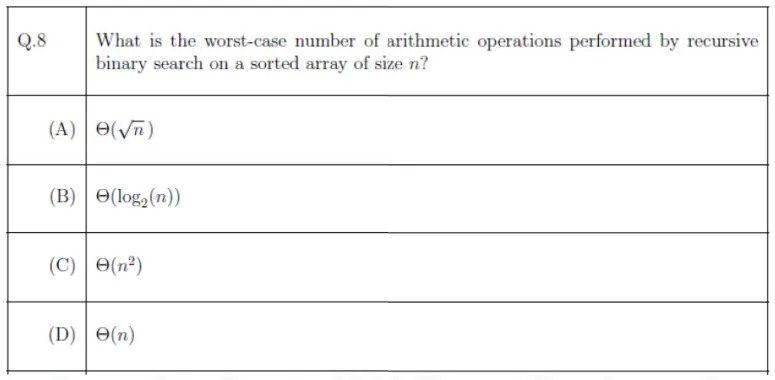 Q.8 What is the worst-case number of arithmetic operations performed by recursive
binary search on a sorted array of size n?
(A) Θ(√n)
(B) Θ(log₂(n))
(C) Θ(n²)
(D) Θ(n)